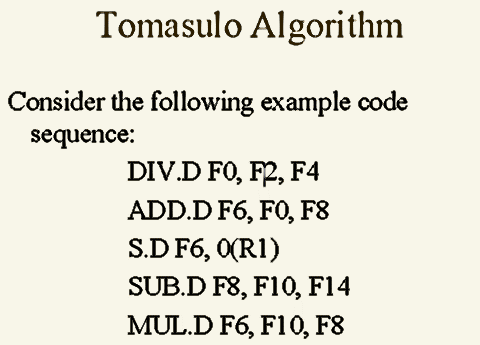 Tomasulo Algorithm
Consider the following example code
sequence:
DIV.D F0, F2, F4
ADD.D F6, F0, F8
S.D F6, 0(R1)
SUB.D F8, F10, F14
MUL.D F6, F10, F8